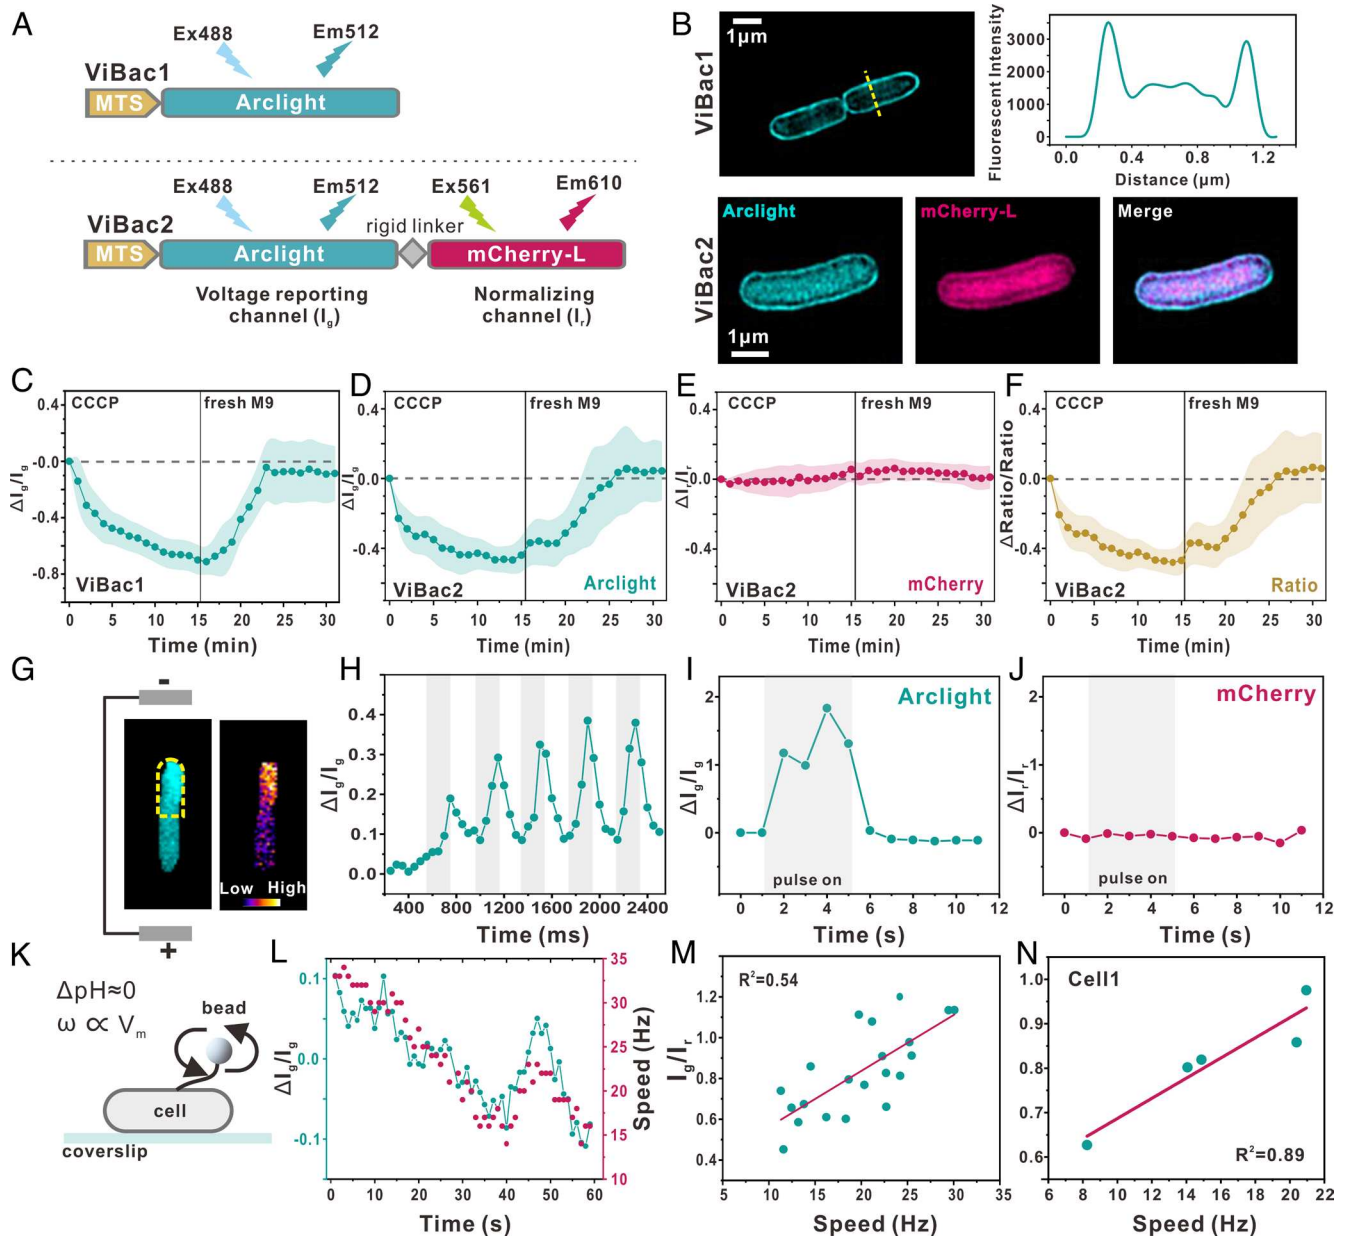 A
Ex488
Em512
ViBac1
MTS
Arclight
Ex488
Em512
Ex561
Em610
ViBac2
rigid linker
MTS
Arclight
mCherry-L
Voltage reporting
channel (Ig)
Normalizing
channel (Ir)
B
ViBac1
1μm
Fluorescent Intensity
3000
2000
1000
0
0.0
0.4
0.8
1.2
Distance (μm)
ViBac2
Arclight
mCherry-L
Merge
1μm
C
CCCP
fresh M9
0.4
-0.0
-0.4
-0.8
ΔIg/Ig
ViBac1
0
5
10
15
20
25
30
Time (min)
D
CCCP
fresh M9
0.4
0.0
-0.4
ΔIg/Ig
ViBac2
Arclight
0
5
10
15
20
25
30
Time (min)
E
CCCP
fresh M9
0.4
0.0
-0.4
ΔIr/Ir
ViBac2
mCherry
0
5
10
15
20
25
30
Time (min)
F
CCCP
fresh M9
0.4
0.0
-0.4
ΔRatio/Ratio
ViBac2
Ratio
0
5
10
15
20
25
30
Time (min)
G
-
Low
High
+
H
0.4
0.3
0.2
0.1
0.0
ΔIg/Ig
400
800
1200
1600
2000
2400
Time (ms)
I
Arclight
2
1
0
ΔIg/Ig
pulse on
0
2
4
6
8
10
12
Time (s)
J
mCherry
2
1
0
ΔIr/Ir
pulse on
0
2
4
6
8
10
12
Time (s)
K
ΔpH≈0
ω ∝ Vm
bead
cell
coverslip
L
0.1
0.0
-0.1
ΔIg/Ig
35
30
25
20
15
10
Speed (Hz)
0
10
20
30
40
50
60
Time (s)
M
R²=0.54
1.2
1.0
0.8
0.6
0.4
Ig/Ir
5
10
15
20
25
30
35
Speed (Hz)
N
Cell1
1.0
0.9
0.8
0.7
0.6
R²=0.89
6
8
10
12
14
16
18
20
22
Speed (Hz)